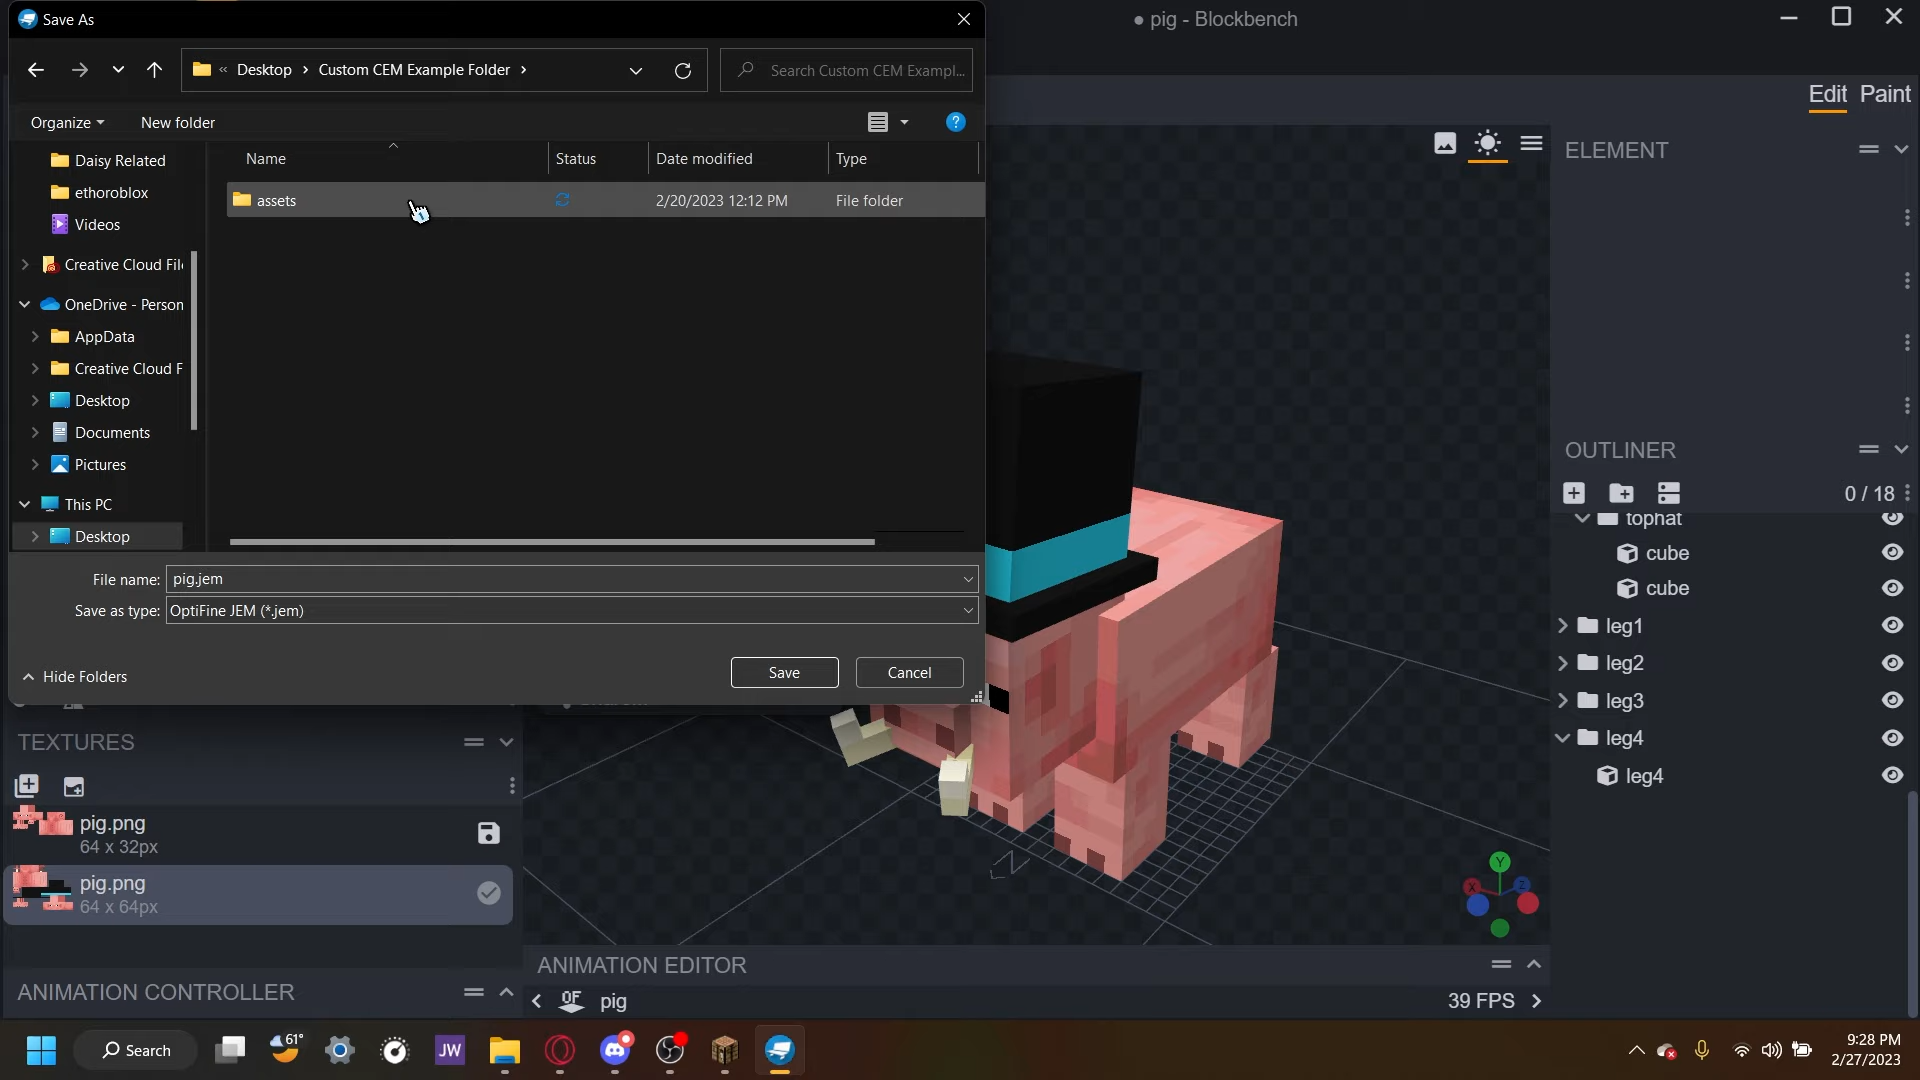 Save As
pig - Blockbench
« Desktop › Custom CEM Example Folder ›
Search Custom CEM Exampl...
Organize
New folder
Edit
Paint
Name
Status
Date modified
Type
assets
2/20/2023 12:12 PM
File folder
Daisy Related
ethoroblox
Videos
Creative Cloud Fil
OneDrive - Person
AppData
Creative Cloud F
Desktop
Documents
Pictures
This PC
Desktop
File name:
pig.jem
Save as type:
OptiFine JEM (*.jem)
Hide Folders
Save
Cancel
ELEMENT
OUTLINER
0 / 18
tophat
cube
cube
leg1
leg2
leg3
leg4
leg4
TEXTURES
pig.png
64 x 32px
pig.png
64 x 64px
ANIMATION CONTROLLER
ANIMATION EDITOR
OF
pig
39 FPS
Y
X
Z
Search
61°
JW
9:28 PM
2/27/2023